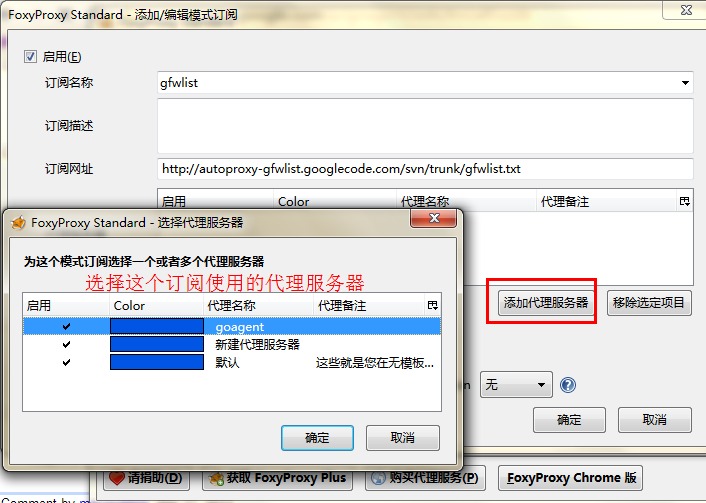 FoxyProxy Standard - 添加/编辑模式订阅
启用(E)
订阅名称
gfwlist
订阅描述
订阅网址
http://autoproxy-gfwlist.googlecode.com/svn/trunk/gfwlist.txt
启用 Color 代理名称 代理备注
添加代理服务器 移除选定项目
无
确定 取消
FoxyProxy Standard - 选择代理服务器
为这个模式订阅选择一个或者多个代理服务器
选择这个订阅使用的代理服务器
启用 Color 代理名称 代理备注
goagent
新建代理服务器
默认 这些就是您在无模板...
确定 取消
请捐助(D) 获取 FoxyProxy Plus 购买代理服务(P) FoxyProxy Chrome 版
Comment by